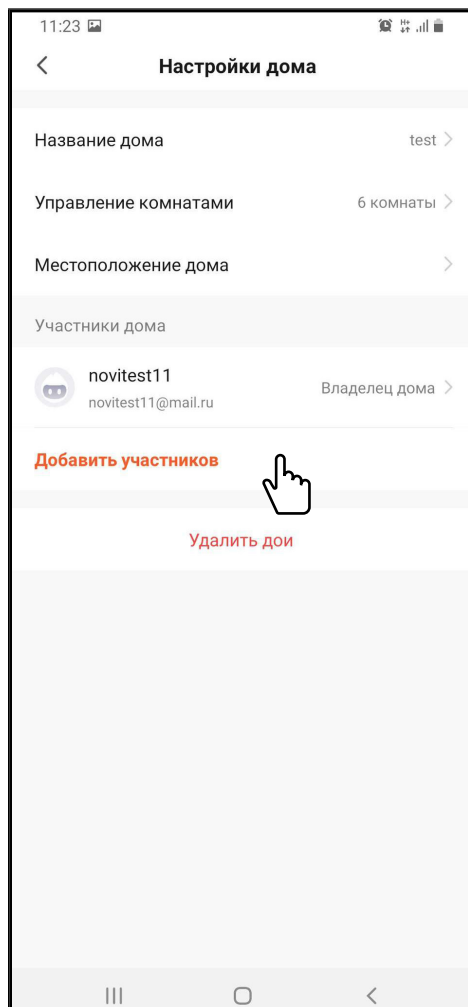 11:23
Настройки дома
Название дома test
Управление комнатами 6 комнаты
Местоположение дома
Участники дома
novitest11
novitest11@mail.ru
Владелец дома
Добавить участников
Удалить дои